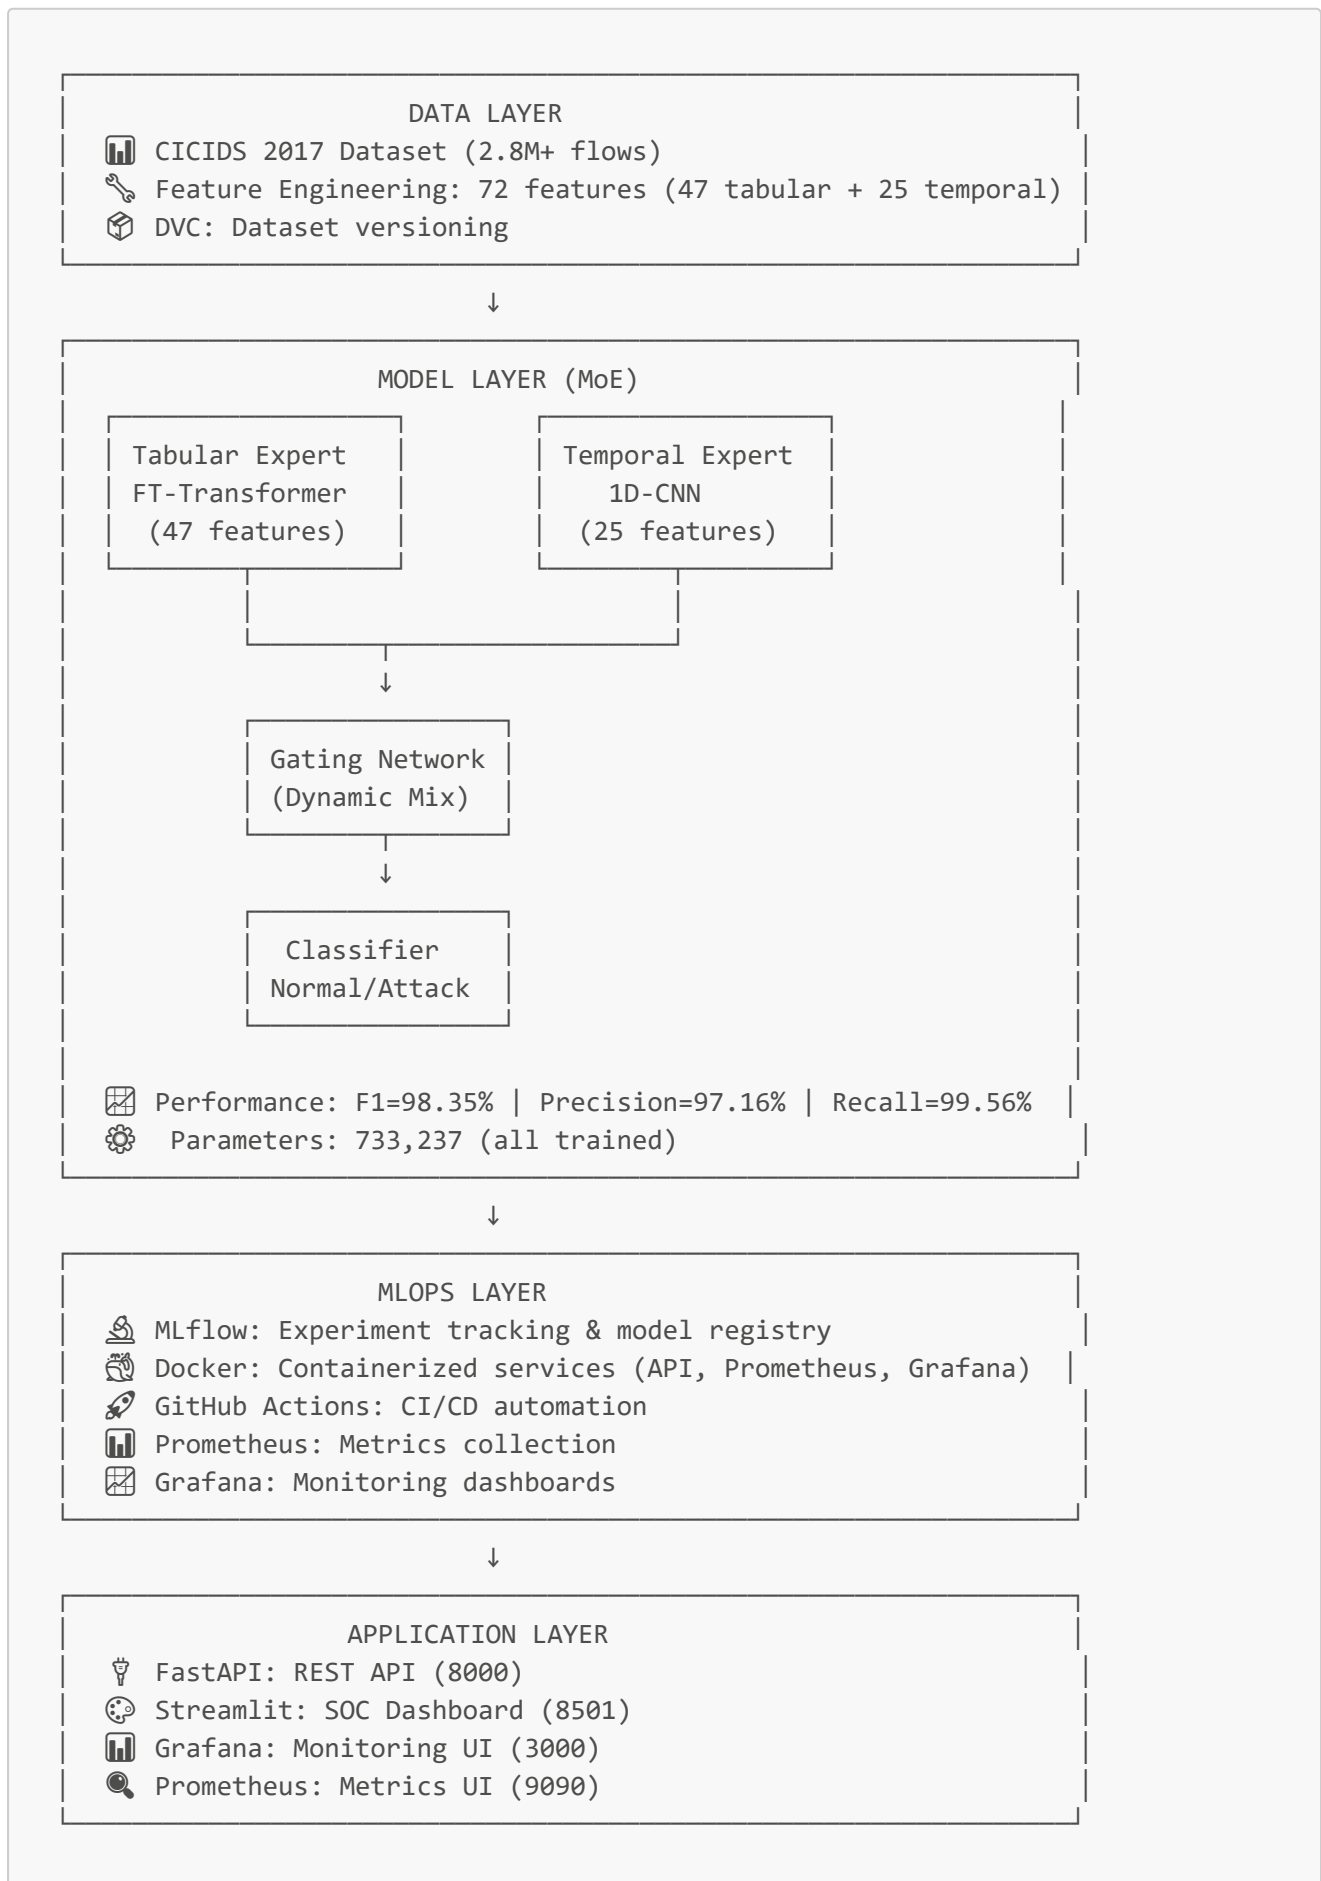 DATA LAYER
📊 CICIDS 2017 Dataset (2.8M+ flows)
🔧 Feature Engineering: 72 features (47 tabular + 25 temporal)
📦 DVC: Dataset versioning
↓
MODEL LAYER (MoE)
Tabular Expert Temporal Expert
FT-Transformer 1D-CNN
(47 features) (25 features)
↓
Gating Network
(Dynamic Mix)
↓
Classifier
Normal/Attack
📈 Performance: F1=98.35% | Precision=97.16% | Recall=99.56%
⚙️ Parameters: 733,237 (all trained)
↓
MLOPS LAYER
🔬 MLflow: Experiment tracking & model registry
🐳 Docker: Containerized services (API, Prometheus, Grafana)
🚀 GitHub Actions: CI/CD automation
📊 Prometheus: Metrics collection
📈 Grafana: Monitoring dashboards
↓
APPLICATION LAYER
🔌 FastAPI: REST API (8000)
🎨 Streamlit: SOC Dashboard (8501)
📊 Grafana: Monitoring UI (3000)
🔍 Prometheus: Metrics UI (9090)